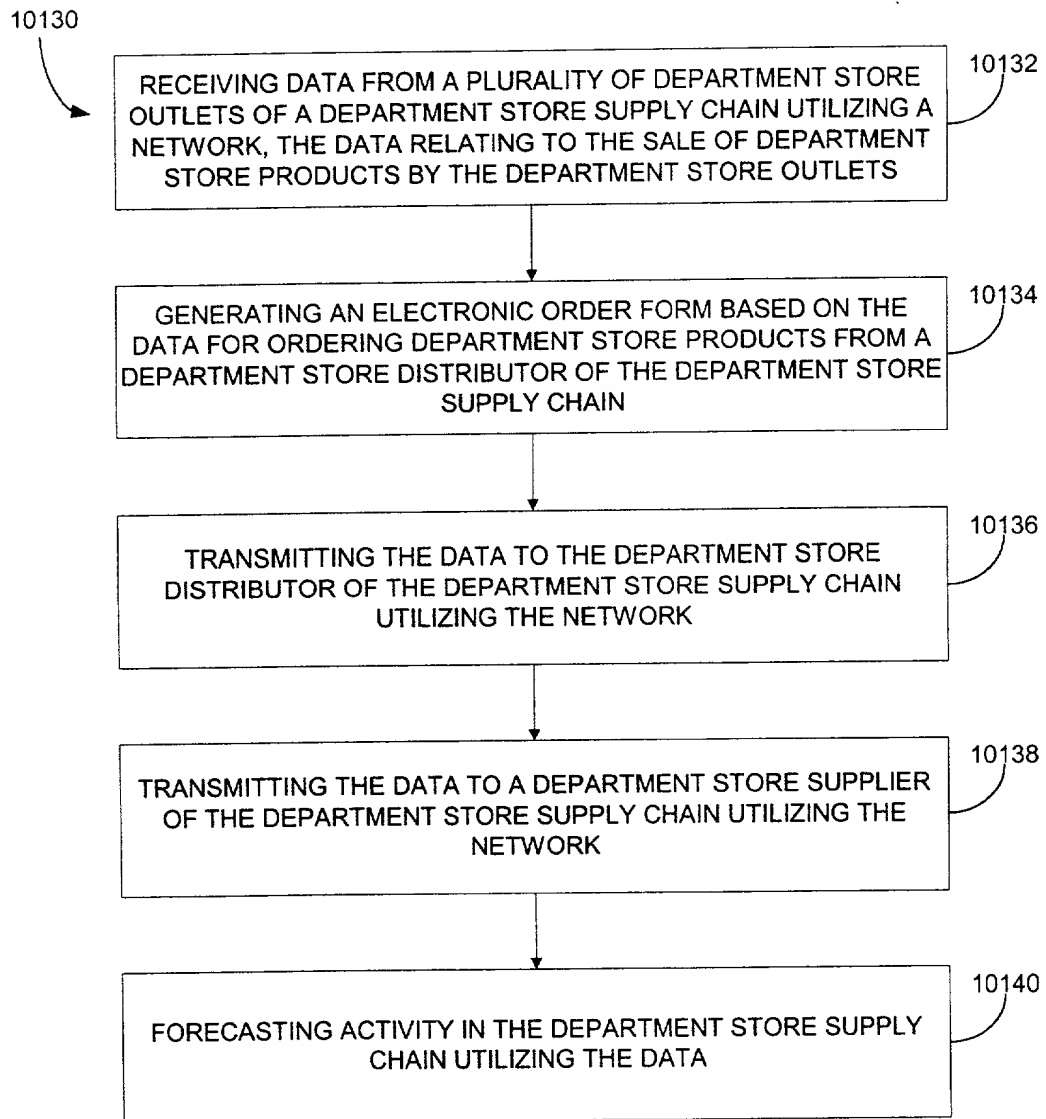 10130
RECEIVING DATA FROM A PLURALITY OF DEPARTMENT STORE
OUTLETS OF A DEPARTMENT STORE SUPPLY CHAIN UTILIZING A
NETWORK, THE DATA RELATING TO THE SALE OF DEPARTMENT
STORE PRODUCTS BY THE DEPARTMENT STORE OUTLETS
10132
GENERATING AN ELECTRONIC ORDER FORM BASED ON THE
DATA FOR ORDERING DEPARTMENT STORE PRODUCTS FROM A
DEPARTMENT STORE DISTRIBUTOR OF THE DEPARTMENT STORE
SUPPLY CHAIN
10134
TRANSMITTING THE DATA TO THE DEPARTMENT STORE
DISTRIBUTOR OF THE DEPARTMENT STORE SUPPLY CHAIN
UTILIZING THE NETWORK
10136
TRANSMITTING THE DATA TO A DEPARTMENT STORE SUPPLIER
OF THE DEPARTMENT STORE SUPPLY CHAIN UTILIZING THE
NETWORK
10138
FORECASTING ACTIVITY IN THE DEPARTMENT STORE SUPPLY
CHAIN UTILIZING THE DATA
10140